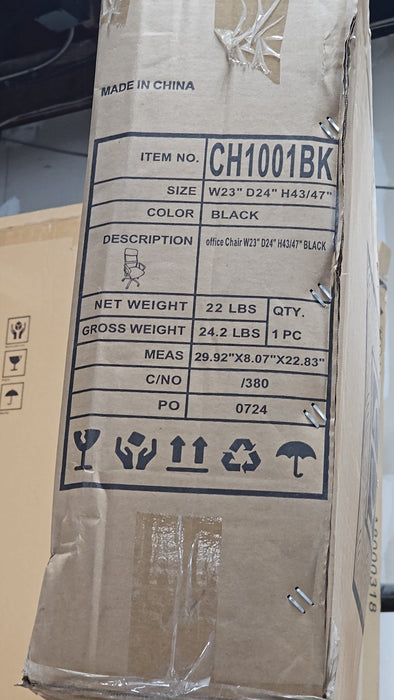 MADE IN CHINA
ITEM NO. CH1001BK
SIZE W23" D24" H43/47"
COLOR BLACK
DESCRIPTION office Chair W23" D24" H43/47" BLACK
NET WEIGHT 22 LBS QTY.
GROSS WEIGHT 24.2 LBS 1 PC
MEAS 29.92"X8.07"X22.83"
C/NO /380
PO 0724